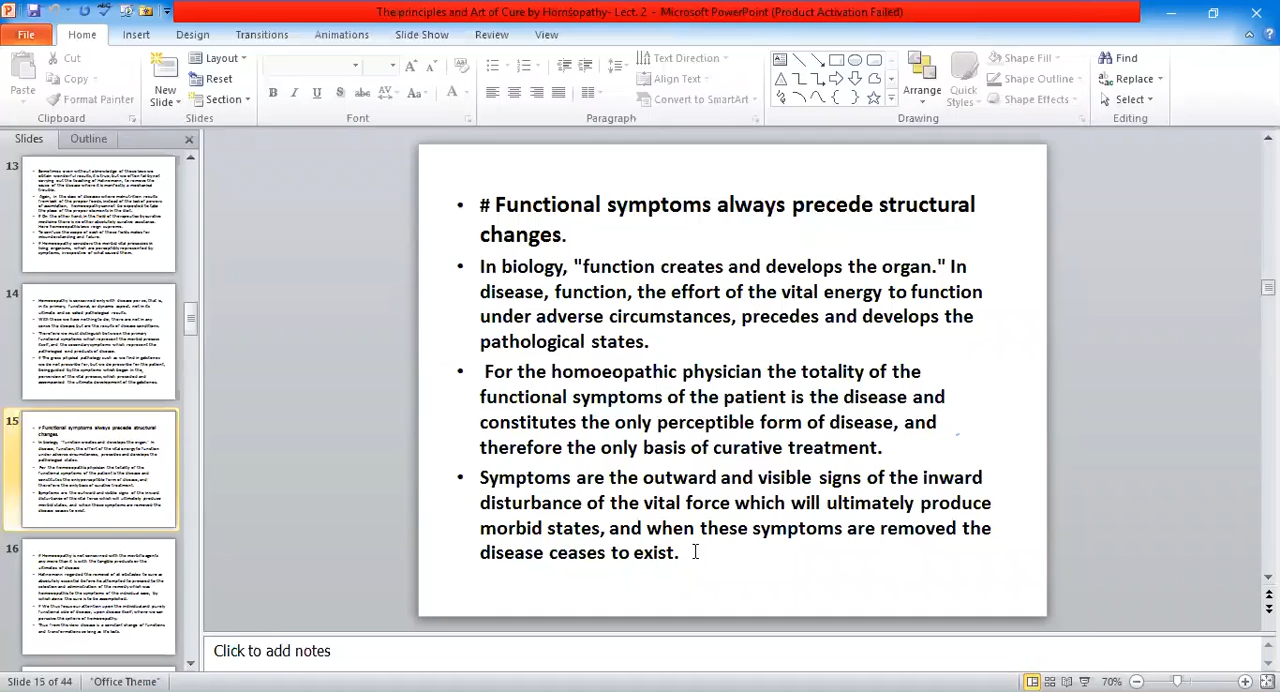 The principles and Art of Cure by Homšopathy- Lect. 2 - Microsoft PowerPoint (Product Activation Failed)
File Home Insert Design Transitions Animations Slide Show Review View
Cut
Copy
Format Painter
Paste
Clipboard
New
Slide
Layout
Reset
Section
Slides
B I U S abc AV Aa A
Font
Text Direction
Align Text
Convert to SmartArt
Paragraph
Arrange
Quick
Styles
Shape Fill
Shape Outline
Shape Effects
Drawing
Find
Replace
Select
Editing
Slides Outline
13
14
15
16
• # Functional symptoms always precede structural
changes.
• In biology, "function creates and develops the organ." In
disease, function, the effort of the vital energy to function
under adverse circumstances, precedes and develops the
pathological states.
• For the homoeopathic physician the totality of the
functional symptoms of the patient is the disease and
constitutes the only perceptible form of disease, and
therefore the only basis of curative treatment.
• Symptoms are the outward and visible signs of the inward
disturbance of the vital force which will ultimately produce
morbid states, and when these symptoms are removed the
disease ceases to exist.
Click to add notes
Slide 15 of 44 "Office Theme" 70%